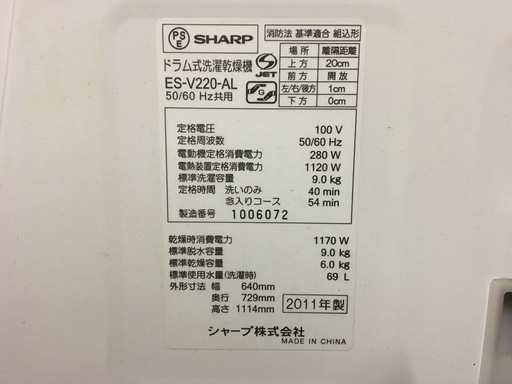 PS E SHARP
ドラム式洗濯乾燥機
ES-V220-AL
50/60 Hz共用
S JET
G
消防法 基準適合 組込形
場所 離隔距離
上方 20cm
前方 開放
左/右/後方 1cm
下方 0cm
定格電圧 100 V
定格周波数 50/60 Hz
電動機定格消費電力 280 W
電熱装置定格消費電力 1120 W
標準洗濯容量 9.0 kg
定格時間 洗いのみ 40 min
念入りコース 54 min
製造番号 1006072
乾燥時消費電力 1170 W
標準脱水容量 9.0 kg
標準乾燥容量 6.0 kg
標準使用水量(洗濯時) 69 L
外形寸法 幅 640mm
奥行 729mm
高さ 1114mm
2011年製
シャープ株式会社
MADE IN CHINA